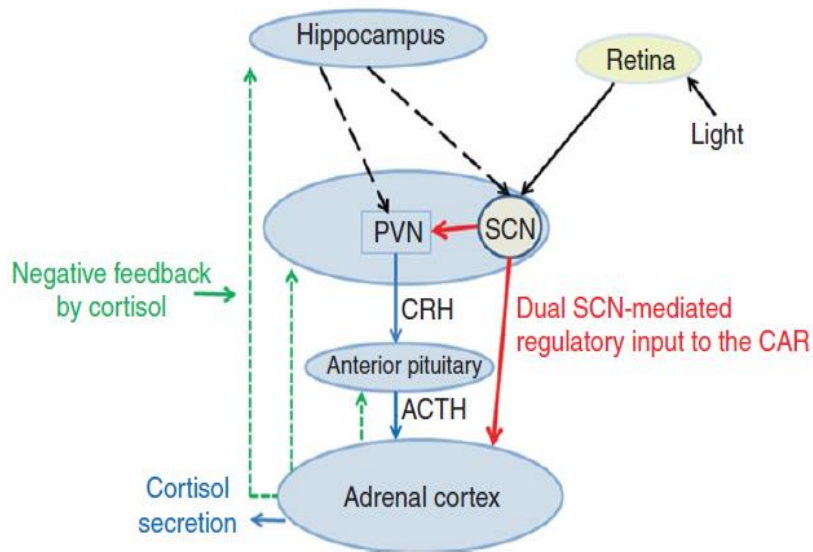 Hippocampus
Retina
Light
PVN
SCN
Negative feedback
by cortisol
CRH
Dual SCN-mediated
regulatory input to the CAR
Anterior pituitary
ACTH
Cortisol
secretion
Adrenal cortex